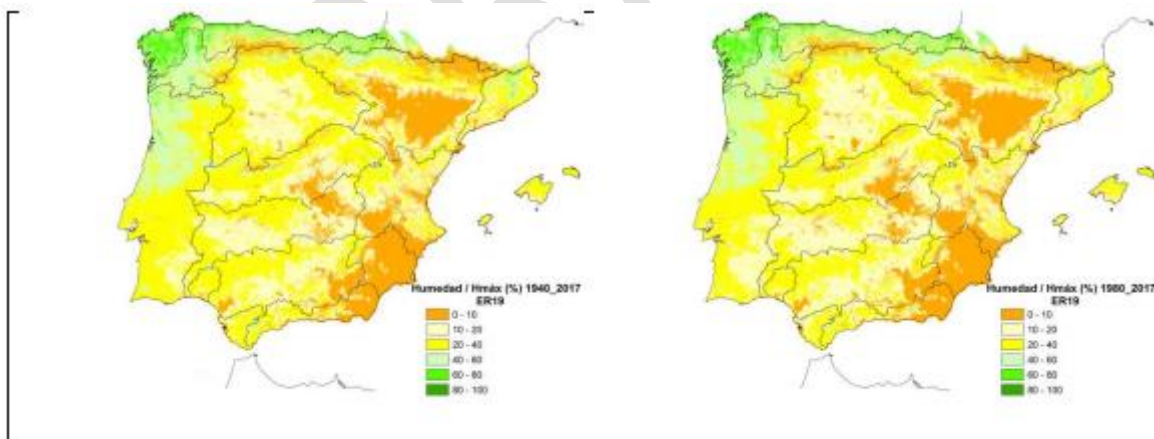 Humedad / Hmáx (%) 1940_2017
ER19
0 - 10
10 - 20
20 - 40
40 - 60
60 - 80
80 - 100
Humedad / Hmáx (%) 1980_2017
ER19
0 - 10
10 - 20
20 - 40
40 - 60
60 - 80
80 - 100